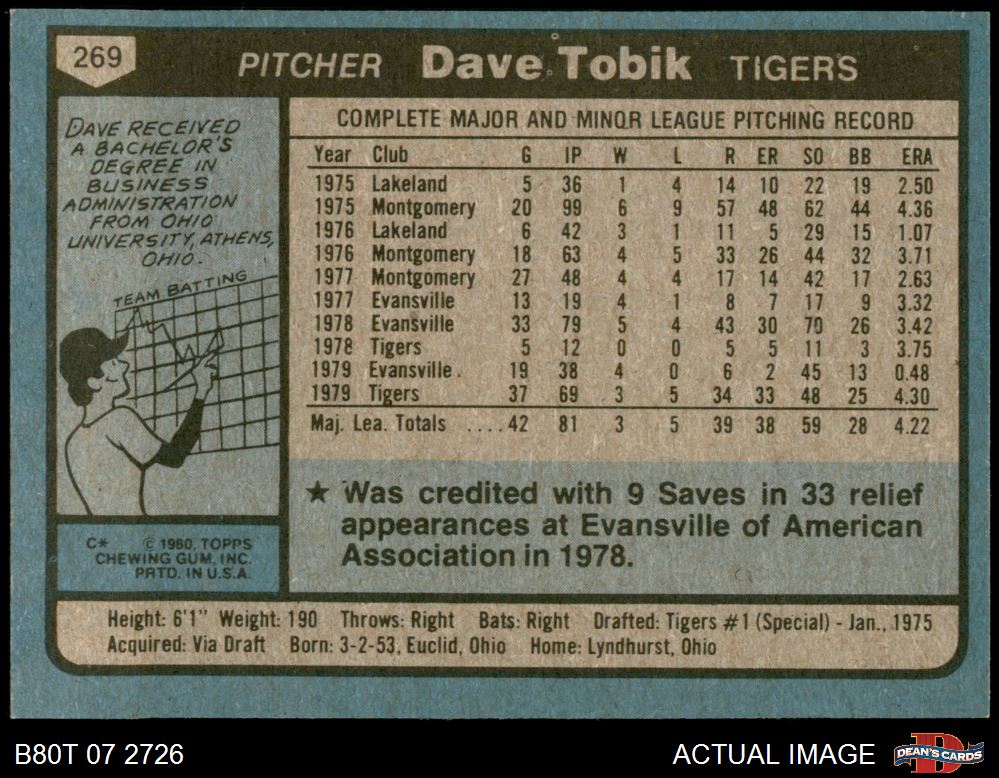 269
PITCHER Dave Tobik TIGERS
DAVE RECEIVED
A BACHELOR'S
DEGREE IN
BUSINESS
ADMINISTRATION
FROM OHIO
UNIVERSITY, ATHENS,
OHIO.
TEAM BATTING
COMPLETE MAJOR AND MINOR LEAGUE PITCHING RECORD
Year Club G IP W L R ER SO BB ERA
1975 Lakeland 5 36 1 4 14 10 22 19 2.50
1975 Montgomery 20 99 6 9 57 48 62 44 4.36
1976 Lakeland 6 42 3 1 11 5 29 15 1.07
1976 Montgomery 18 63 4 5 33 26 44 32 3.71
1977 Montgomery 27 48 4 4 17 14 42 17 2.63
1977 Evansville 13 19 4 1 8 7 17 9 3.32
1978 Evansville 33 79 5 4 43 30 70 26 3.42
1978 Tigers 5 12 0 0 5 5 11 3 3.75
1979 Evansville . 19 38 4 0 6 2 45 13 0.48
1979 Tigers 37 69 3 5 34 33 48 25 4.30
Maj. Lea. Totals ....42 81 3 5 39 38 59 28 4.22
★ Was credited with 9 Saves in 33 relief
appearances at Evansville of American
Association in 1978.
C* © 1980, TOPPS
CHEWING GUM, INC.
PRTD. IN U.S.A.
Height: 6'1" Weight: 190 Throws: Right Bats: Right Drafted: Tigers #1 (Special) - Jan., 1975
Acquired: Via Draft Born: 3-2-53, Euclid, Ohio Home: Lyndhurst, Ohio
B80T 07 2726
ACTUAL IMAGE
DEAN'S CARDS